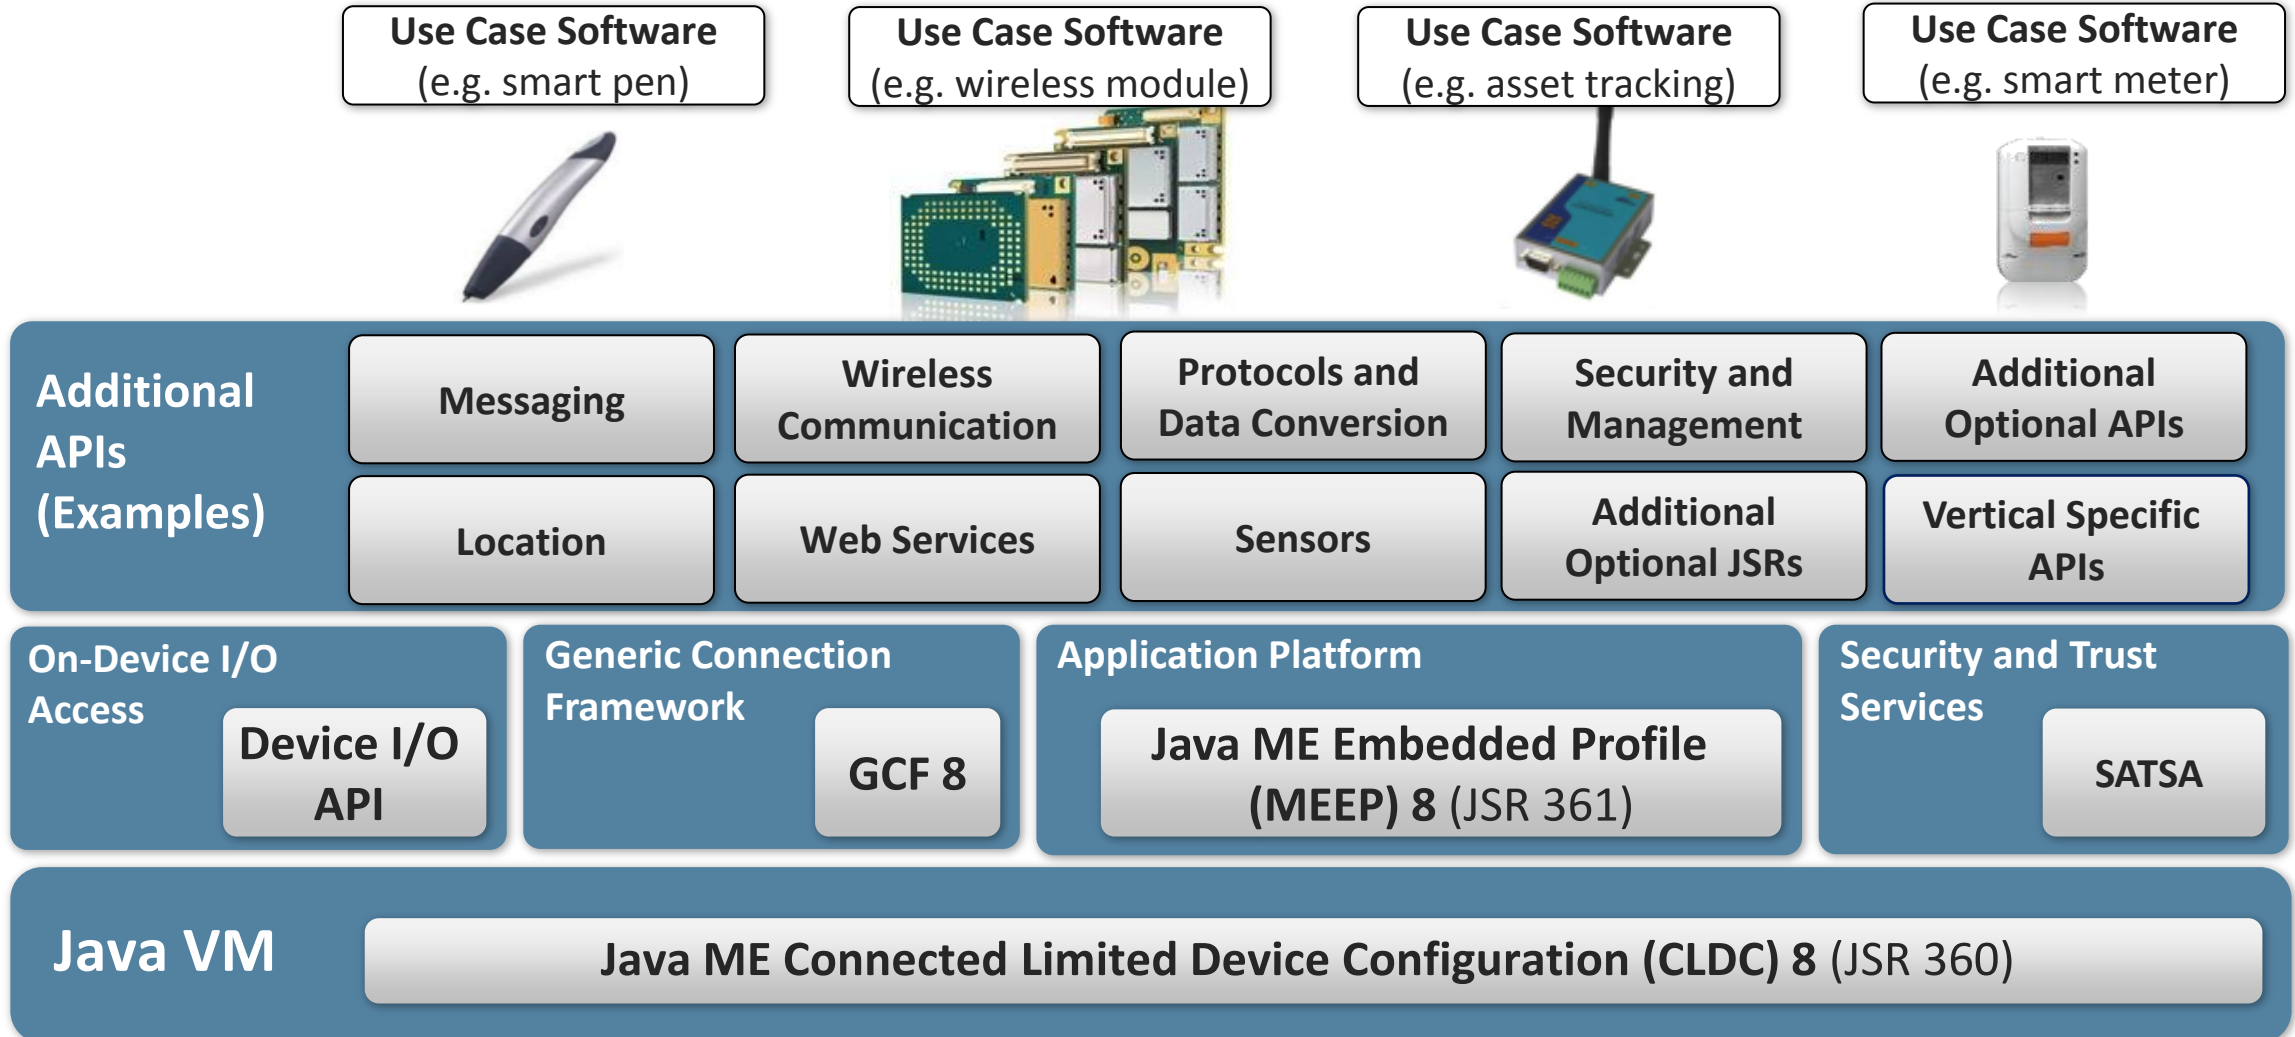 Use Case Software
(e.g. smart pen)
Use Case Software
(e.g. wireless module)
Use Case Software
(e.g. asset tracking)
Use Case Software
(e.g. smart meter)
Additional
APIs
(Examples)
Messaging
Wireless
Communication
Protocols and
Data Conversion
Security and
Management
Additional
Optional APIs
Location
Web Services
Sensors
Additional
Optional JSRs
Vertical Specific
APIs
On-Device I/O
Access
Device I/O
API
Generic Connection
Framework
GCF 8
Application Platform
Java ME Embedded Profile
(MEEP) 8 (JSR 361)
Security and Trust
Services
SATSA
Java VM
Java ME Connected Limited Device Configuration (CLDC) 8 (JSR 360)